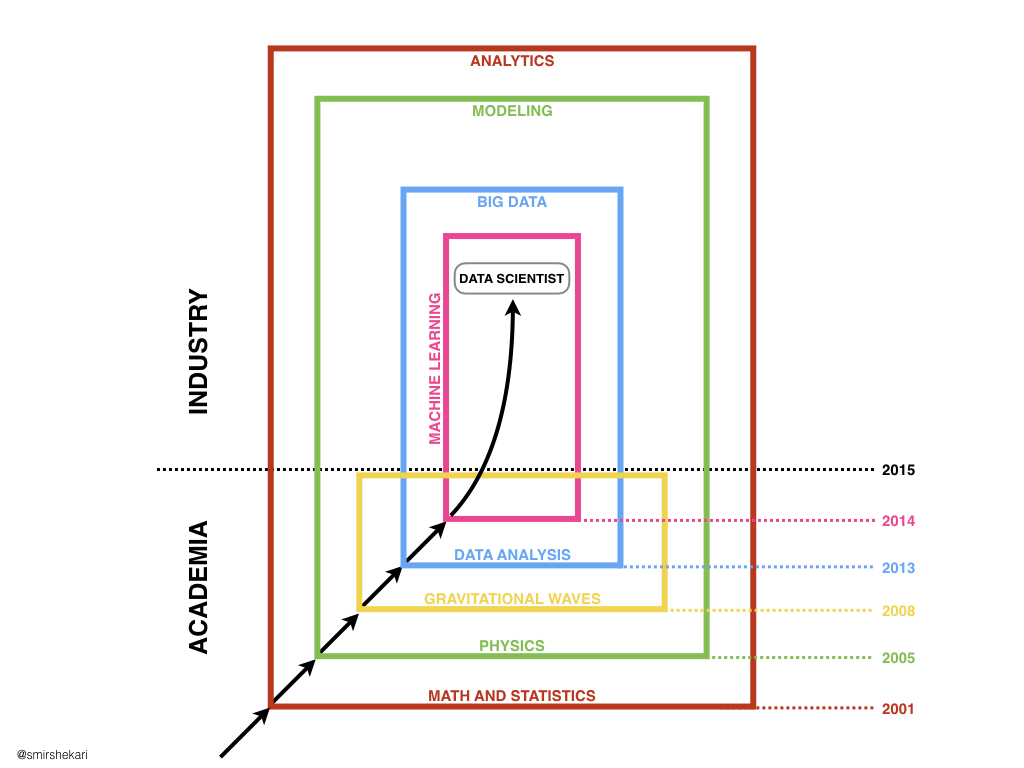 ANALYTICS
MODELING
BIG DATA
DATA SCIENTIST
MACHINE LEARNING
INDUSTRY
2015
2014
ACADEMIA
DATA ANALYSIS
2013
GRAVITATIONAL WAVES
2008
PHYSICS
2005
MATH AND STATISTICS
2001
@smirshekari